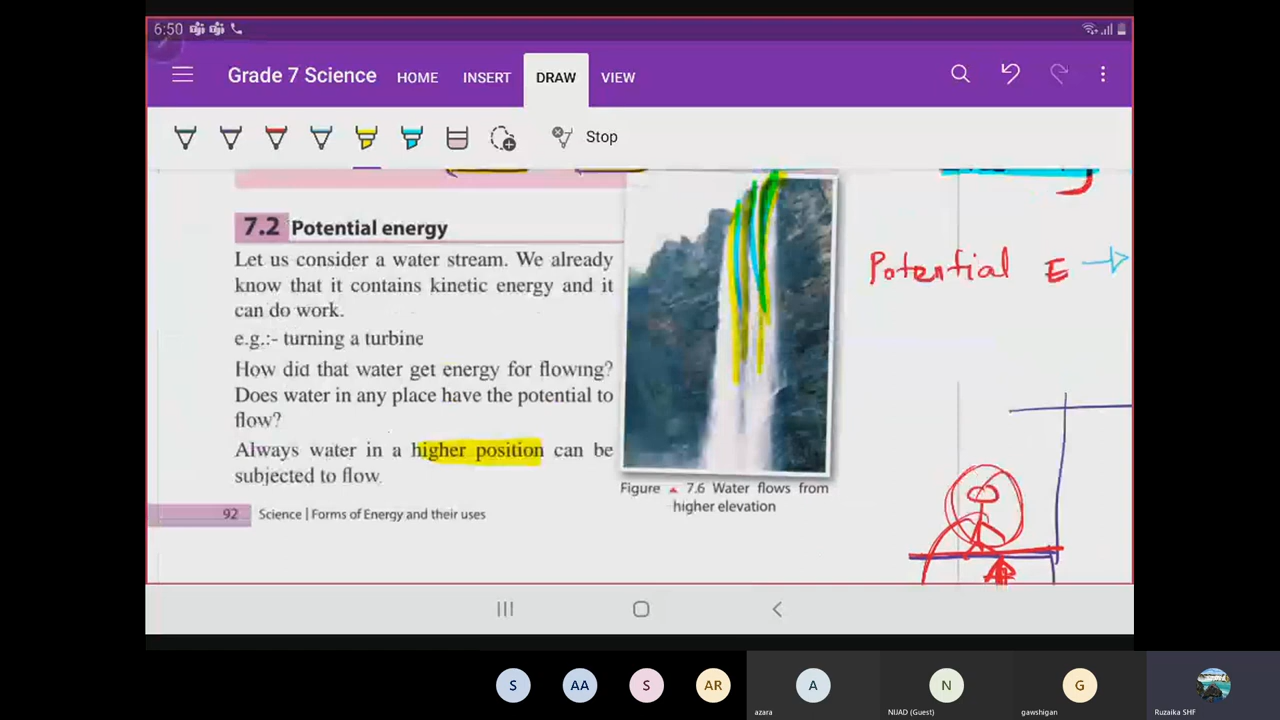 6:50
Grade 7 Science HOME INSERT DRAW VIEW
Stop
7.2 Potential energy
Let us consider a water stream. We already
know that it contains kinetic energy and it
can do work.
e.g.:- turning a turbine
How did that water get energy for flowing?
Does water in any place have the potential to
flow?
Always water in a higher position can be
subjected to flow.
92 Science | Forms of Energy and their uses
Figure 7.6 Water flows from
higher elevation
Potential E
S AA S AR A N G
azara NIJAD (Guest) gawshigan Ruzaika SHF